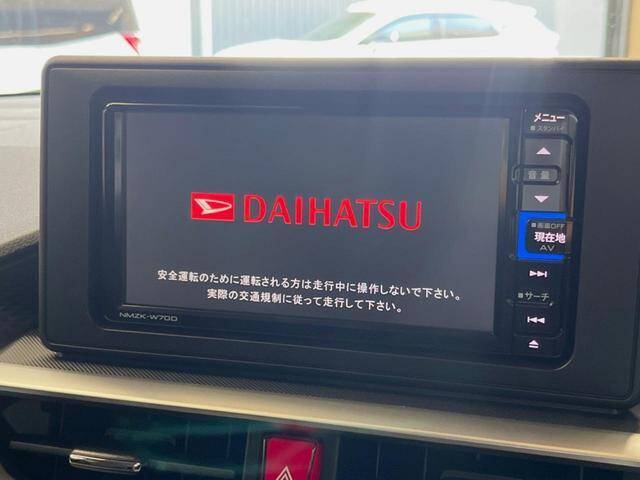 メニュー
スタンバイ
音量
画面OFF
現在地
AV
サーチ
DAIHATSU
安全運転のために運転される方は走行中に操作しないで下さい。
実際の交通規制に従って走行して下さい。
NMZK-W70D